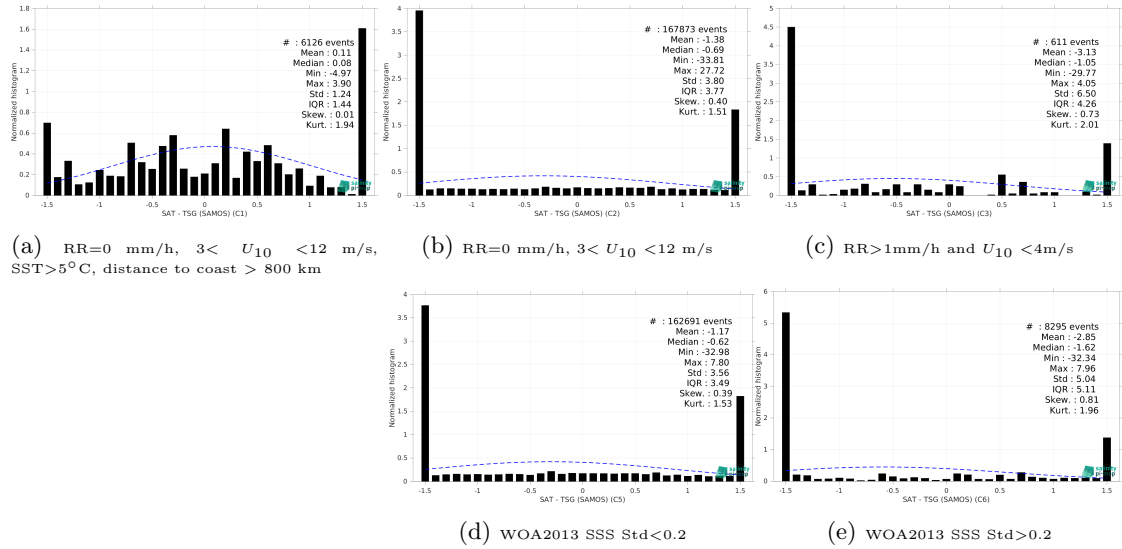 1.8
1.6
1.4
1.2
1
0.8
0.6
0.4
0.2
0
Normalized histogram
# : 6126 events
Mean : 0.11
Median : 0.08
Min : -4.97
Max : 3.90
Std : 1.24
IQR : 1.44
Skew. : 0.01
Kurt. : 1.94
-1.5 -1 -0.5 0 0.5 1 1.5
SAT - TSG (SAMOS) (C1)
(a) RR=0 mm/h, 3< U10 <12 m/s,
SST>5°C, distance to coast > 800 km
4
3.5
3
2.5
2
1.5
1
0.5
0
Normalized histogram
# : 167873 events
Mean : -1.38
Median : -0.69
Min : -33.81
Max : 27.72
Std : 3.80
IQR : 3.77
Skew. : 0.40
Kurt. : 1.51
-1.5 -1 -0.5 0 0.5 1 1.5
SAT - TSG (SAMOS) (C2)
(b) RR=0 mm/h, 3< U10 <12 m/s
5
4.5
4
3.5
3
2.5
2
1.5
1
0.5
0
Normalized histogram
# : 611 events
Mean : -3.13
Median : -1.05
Min : -29.77
Max : 4.05
Std : 6.50
IQR : 4.26
Skew. : 0.73
Kurt. : 2.01
-1.5 -1 -0.5 0 0.5 1 1.5
SAT - TSG (SAMOS) (C3)
(c) RR>1mm/h and U10 <4m/s
4
3.5
3
2.5
2
1.5
1
0.5
0
Normalized histogram
# : 162691 events
Mean : -1.17
Median : -0.62
Min : -32.98
Max : 7.80
Std : 3.56
IQR : 3.49
Skew. : 0.39
Kurt. : 1.53
-1.5 -1 -0.5 0 0.5 1 1.5
SAT - TSG (SAMOS) (C5)
(d) WOA2013 SSS Std<0.2
6
5
4
3
2
1
0
Normalized histogram
# : 8295 events
Mean : -2.85
Median : -1.62
Min : -32.34
Max : 7.96
Std : 5.04
IQR : 5.11
Skew. : 0.81
Kurt. : 1.96
-1.5 -1 -0.5 0 0.5 1 1.5
SAT - TSG (SAMOS) (C6)
(e) WOA2013 SSS Std>0.2